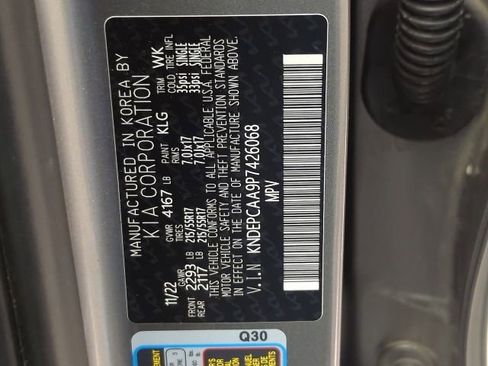 MANUFACTURED IN KOREA BY
KIA CORPORATION
11/22 GVWR 4167 LB PAINT KLG TRIM WK
GAWR TIRES RIMS COLD TIRE INFL
FRONT 2293 LB 215/55R17 7.0Jx17 35psi SINGLE
REAR 2117 LB 215/55R17 7.0Jx17 33psi SINGLE
THIS VEHICLE CONFORMS TO ALL APPLICABLE U.S.A. FEDERAL
MOTOR VEHICLE SAFETY AND THEFT PREVENTION STANDARDS
IN EFFECT ON THE DATE OF MANUFACTURE SHOWN ABOVE.
V.I.N KNDEPCAA9P7426068
MPV
Q30